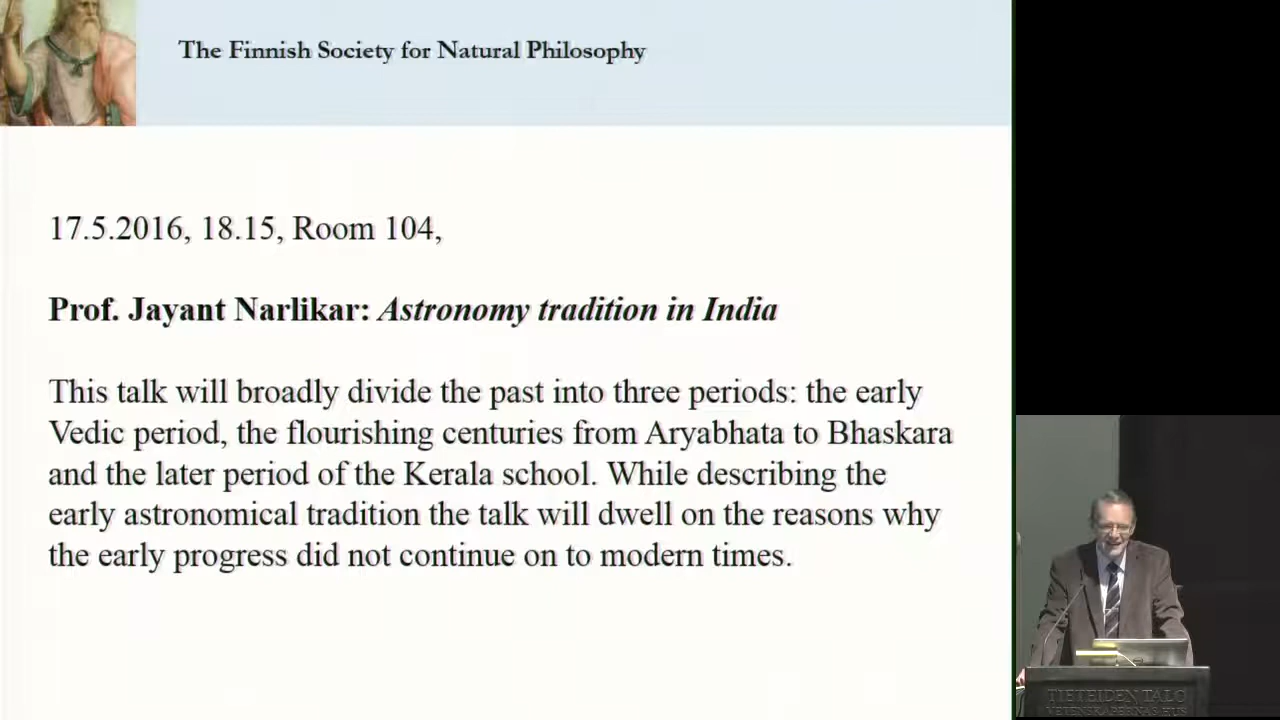 The Finnish Society for Natural Philosophy
17.5.2016, 18.15, Room 104,
Prof. Jayant Narlikar: Astronomy tradition in India
This talk will broadly divide the past into three periods: the early
Vedic period, the flourishing centuries from Aryabhata to Bhaskara
and the later period of the Kerala school. While describing the
early astronomical tradition the talk will dwell on the reasons why
the early progress did not continue on to modern times.
TIETEIDEN TALO
VETENSKAPERNAS HUS